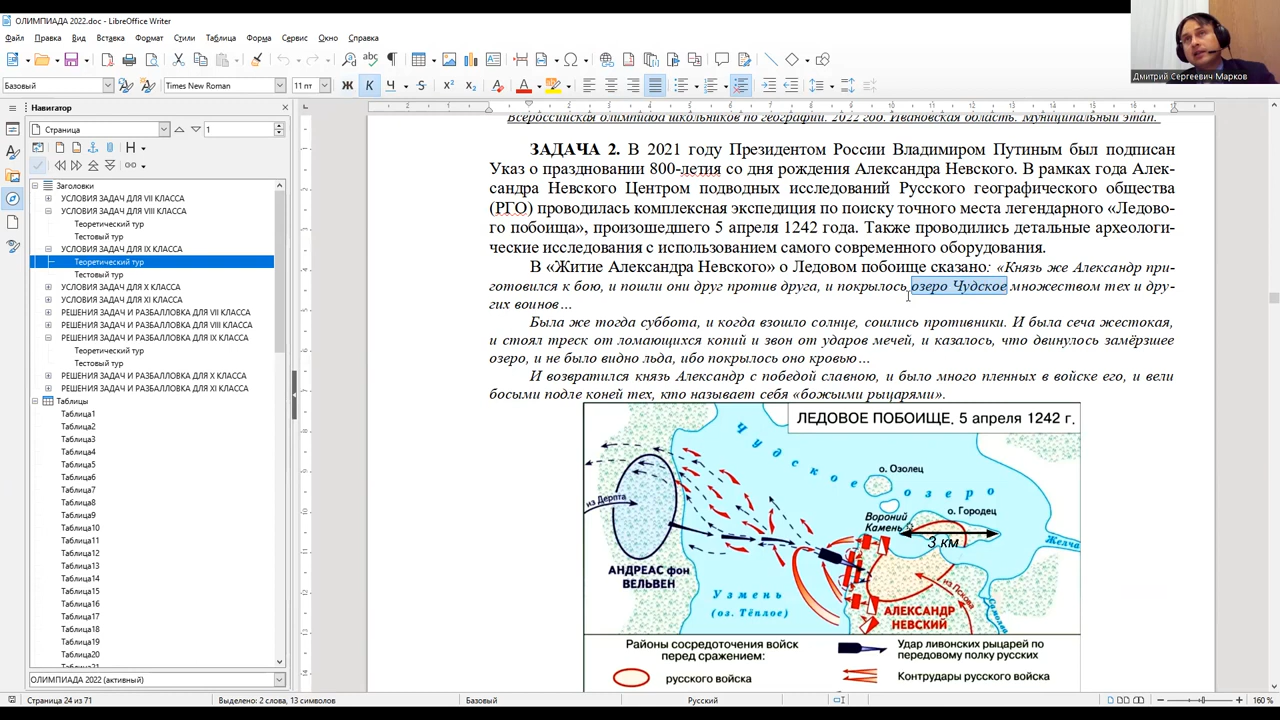 ОЛИМПИАДА 2022.doc - LibreOffice Writer
Файл Правка Вид Вставка Формат Стили Таблица Форма Сервис Окно Справка
Базовый Times New Roman 11 пт Ж К Ч S X² X₂
Дмитрий Сергеевич Марков
Навигатор
Страница 1
Заголовки
УСЛОВИЯ ЗАДАЧ ДЛЯ VII КЛАССА
УСЛОВИЯ ЗАДАЧ ДЛЯ VIII КЛАССА
Теоретический тур
Тестовый тур
УСЛОВИЯ ЗАДАЧ ДЛЯ IX КЛАССА
Теоретический тур
Тестовый тур
УСЛОВИЯ ЗАДАЧ ДЛЯ X КЛАССА
УСЛОВИЯ ЗАДАЧ ДЛЯ XI КЛАССА
РЕШЕНИЯ ЗАДАЧ И РАЗБАЛЛОВКА ДЛЯ VII КЛАССА
РЕШЕНИЯ ЗАДАЧ И РАЗБАЛЛОВКА ДЛЯ VIII КЛАССА
РЕШЕНИЯ ЗАДАЧ И РАЗБАЛЛОВКА ДЛЯ IX КЛАССА
Теоретический тур
Тестовый тур
РЕШЕНИЯ ЗАДАЧ И РАЗБАЛЛОВКА ДЛЯ X КЛАССА
РЕШЕНИЯ ЗАДАЧ И РАЗБАЛЛОВКА ДЛЯ XI КЛАССА
Таблицы
Таблица1
Таблица2
Таблица3
Таблица4
Таблица5
Таблица6
Таблица7
Таблица8
Таблица9
Таблица10
Таблица11
Таблица12
Таблица13
Таблица14
Таблица15
Таблица16
Таблица17
Таблица18
Таблица19
Таблица20
Таблица21
ОЛИМПИАДА 2022 (активный)
Всероссийская олимпиада школьников по географии. 2022 год. Ивановская область. Муниципальный этап.
ЗАДАЧА 2. В 2021 году Президентом России Владимиром Путиным был подписан
Указ о праздновании 800-летия со дня рождения Александра Невского. В рамках года Алек-
сандра Невского Центром подводных исследований Русского географического общества
(РГО) проводилась комплексная экспедиция по поиску точного места легендарного «Ледово-
го побоища», произошедшего 5 апреля 1242 года. Также проводились детальные археологи-
ческие исследования с использованием самого современного оборудования.
В «Житие Александра Невского» о Ледовом побоище сказано: «Князь же Александр при-
готовился к бою, и пошли они друг против друга, и покрылось озеро Чудское множеством тех и дру-
гих воинов…
Была же тогда суббота, и когда взошло солнце, сошлись противники. И была сеча жестокая,
и стоял треск от ломающихся копий и звон от ударов мечей, и казалось, что двинулось замёрзшее
озеро, и не было видно льда, ибо покрылось оно кровью…
И возвратился князь Александр с победой славною, и было много пленных в войске его, и вели
босыми подле коней тех, кто называет себя «божьими рыцарями».
ЛЕДОВОЕ ПОБОИЩЕ. 5 апреля 1242 г.
Чудское озеро
о. Озолец
о. Городец
Вороний
Камень
3 км
Желча
из Дерпта
АНДРЕАС фон
ВЕЛЬВЕН
Узмень
(оз. Тёплое)
из Пскова
АЛЕКСАНДР
НЕВСКИЙ
Самолва
Районы сосредоточения войск
перед сражением:
русского войска
Удар ливонских рыцарей по
передовому полку русских
Контрудары русского войска
Страница 24 из 71 Выделено: 2 слова, 13 символов Базовый Русский 160 %